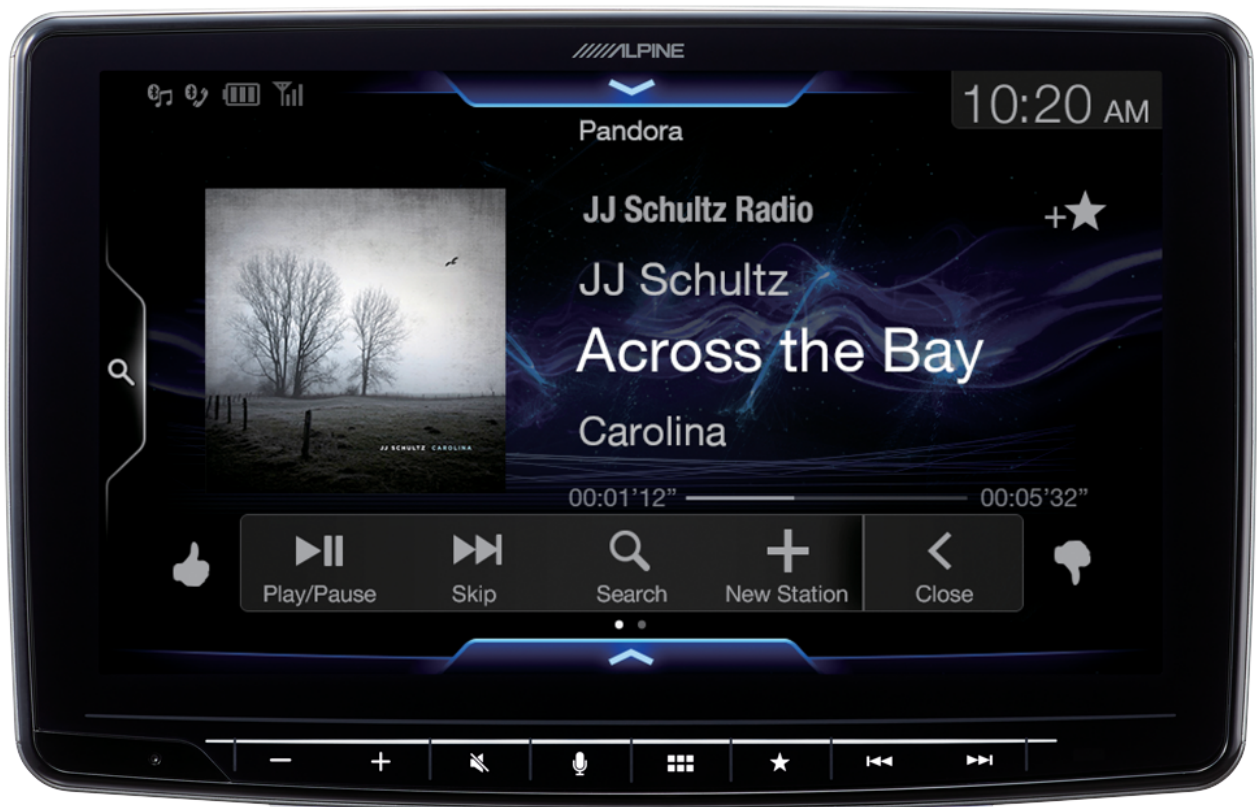 ALPINE
10:20 AM
Pandora
JJ Schultz Radio
JJ Schultz
Across the Bay
Carolina
JJ SCHULTZ CAROLINA
00:01'12" 00:05'32"
Play/Pause Skip Search New Station Close